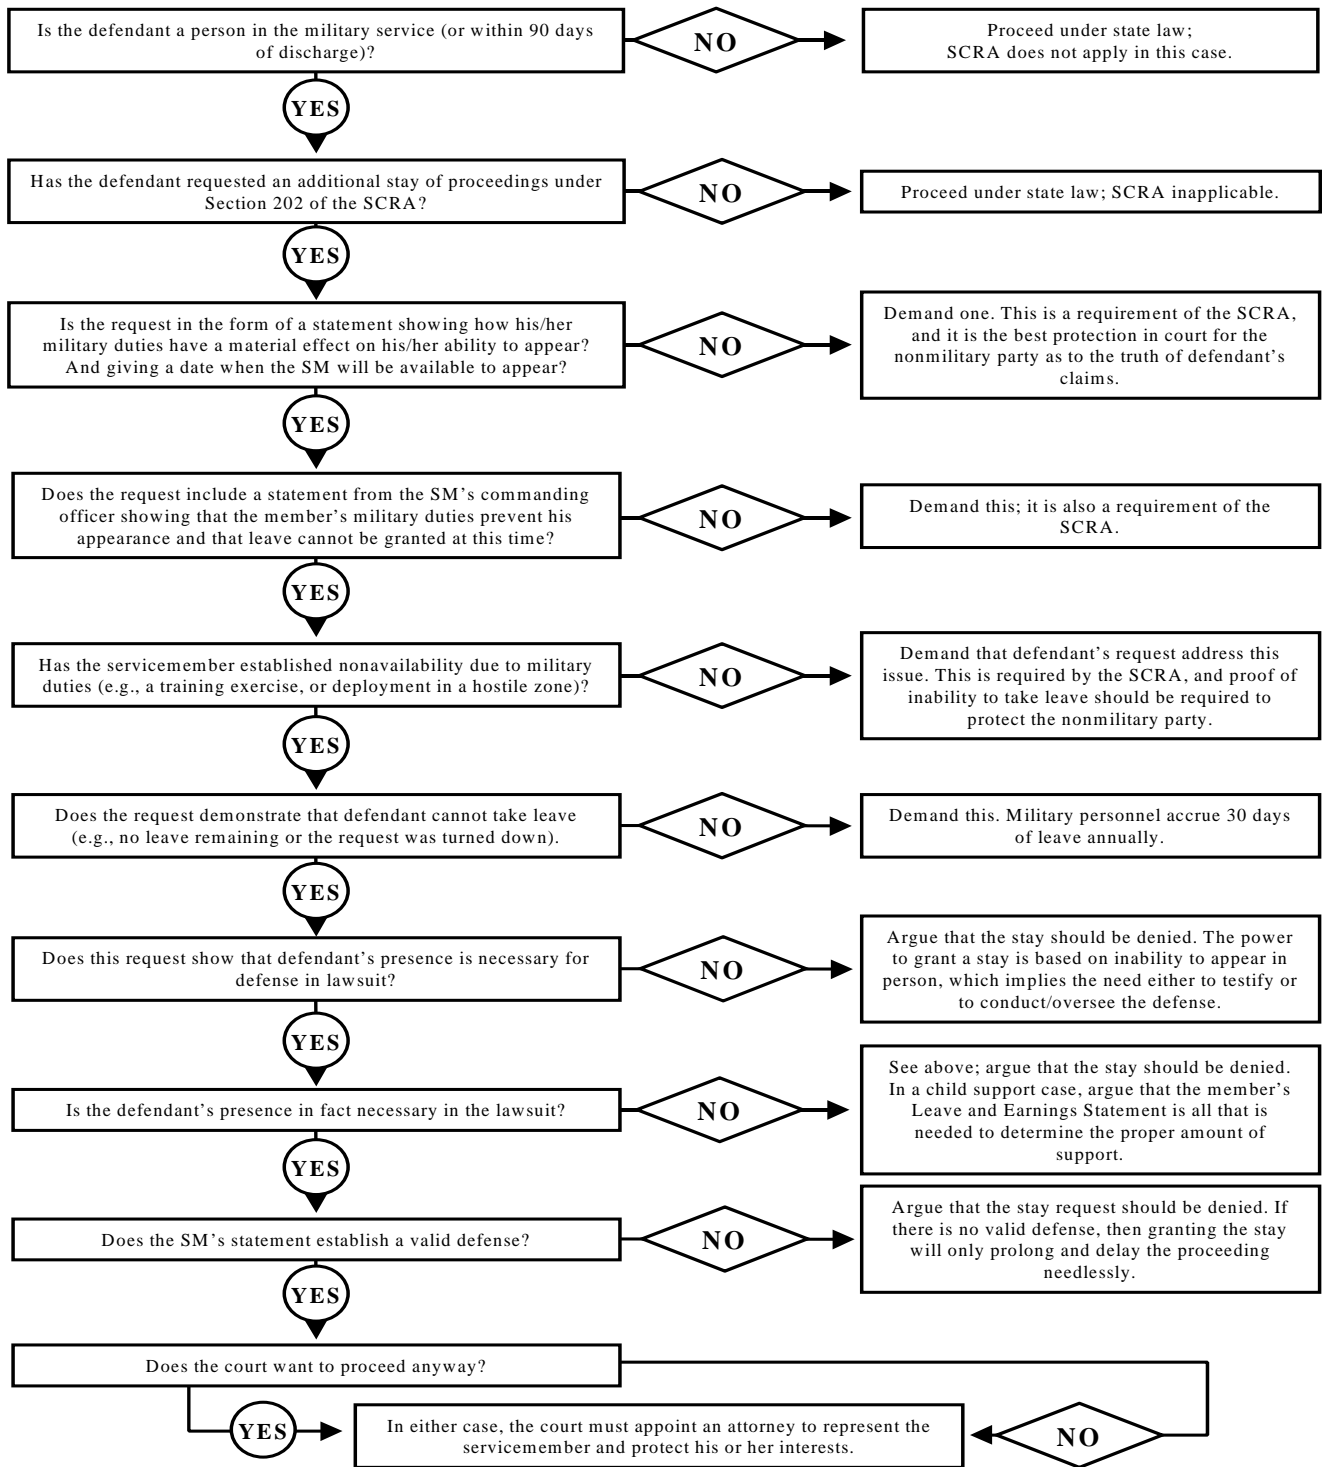 Is the defendant a person in the military service (or within 90 days
of discharge)?
NO
Proceed under state law;
SCRA does not apply in this case.
YES
Has the defendant requested an additional stay of proceedings under
Section 202 of the SCRA?
NO
Proceed under state law; SCRA inapplicable.
YES
Is the request in the form of a statement showing how his/her
military duties have a material effect on his/her ability to appear?
And giving a date when the SM will be available to appear?
NO
Demand one. This is a requirement of the SCRA,
and it is the best protection in court for the
nonmilitary party as to the truth of defendant's
claims.
YES
Does the request include a statement from the SM's commanding
officer showing that the member's military duties prevent his
appearance and that leave cannot be granted at this time?
NO
Demand this; it is also a requirement of the
SCRA.
YES
Has the servicemember established nonavailability due to military
duties (e.g., a training exercise, or deployment in a hostile zone)?
NO
Demand that defendant's request address this
issue. This is required by the SCRA, and proof of
inability to take leave should be required to
protect the nonmilitary party.
YES
Does the request demonstrate that defendant cannot take leave
(e.g., no leave remaining or the request was turned down).
NO
Demand this. Military personnel accrue 30 days
of leave annually.
YES
Does this request show that defendant's presence is necessary for
defense in lawsuit?
NO
Argue that the stay should be denied. The power
to grant a stay is based on inability to appear in
person, which implies the need either to testify or
to conduct/oversee the defense.
YES
Is the defendant's presence in fact necessary in the lawsuit?
NO
See above; argue that the stay should be denied.
In a child support case, argue that the member's
Leave and Earnings Statement is all that is
needed to determine the proper amount of
support.
YES
Does the SM's statement establish a valid defense?
NO
Argue that the stay request should be denied. If
there is no valid defense, then granting the stay
will only prolong and delay the proceeding
needlessly.
YES
Does the court want to proceed anyway?
YES
In either case, the court must appoint an attorney to represent the
servicemember and protect his or her interests.
NO